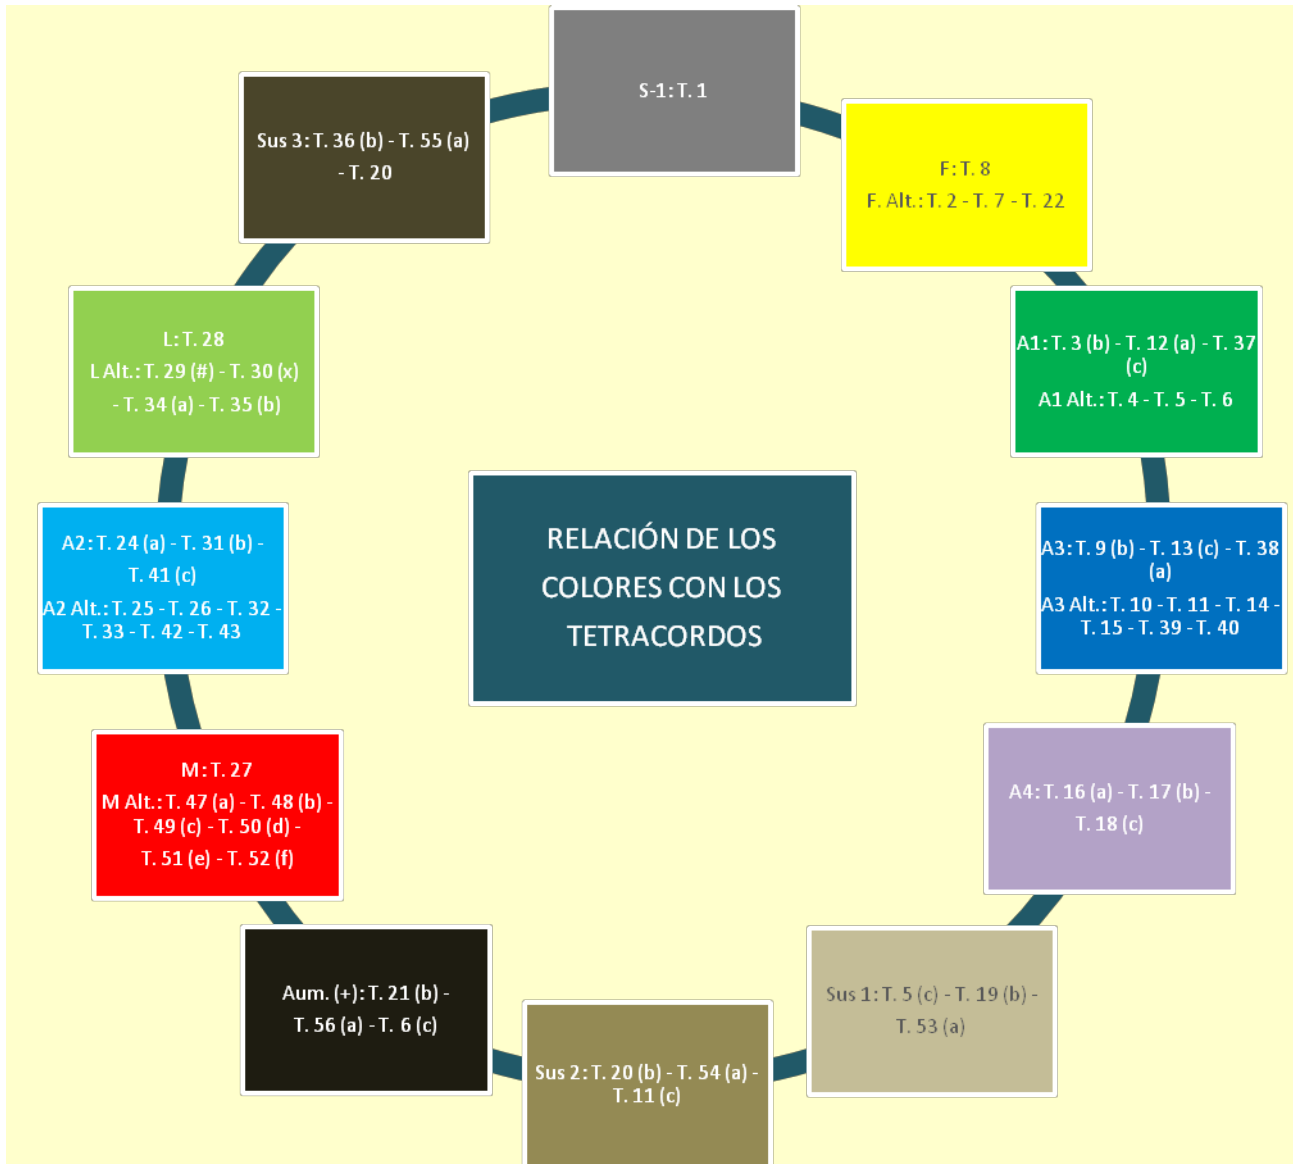 S-1: T. 1
F: T. 8
F. Alt.: T. 2 - T. 7 - T. 22
A1: T. 3 (b) - T. 12 (a) - T. 37
(c)
A1 Alt.: T. 4 - T. 5 - T. 6
A3: T. 9 (b) - T. 13 (c) - T. 38
(a)
A3 Alt.: T. 10 - T. 11 - T. 14 -
T. 15 - T. 39 - T. 40
A4: T. 16 (a) - T. 17 (b) -
T. 18 (c)
Sus 1: T. 5 (c) - T. 19 (b) -
T. 53 (a)
Sus 2: T. 20 (b) - T. 54 (a) -
T. 11 (c)
Aum. (+): T. 21 (b) -
T. 56 (a) - T. 6 (c)
M: T. 27
M Alt.: T. 47 (a) - T. 48 (b) -
T. 49 (c) - T. 50 (d) -
T. 51 (e) - T. 52 (f)
A2: T. 24 (a) - T. 31 (b) -
T. 41 (c)
A2 Alt.: T. 25 - T. 26 - T. 32 -
T. 33 - T. 42 - T. 43
L: T. 28
L Alt.: T. 29 (#) - T. 30 (x)
- T. 34 (a) - T. 35 (b)
Sus 3: T. 36 (b) - T. 55 (a)
- T. 20
RELACIÓN DE LOS
COLORES CON LOS
TETRACORDOS